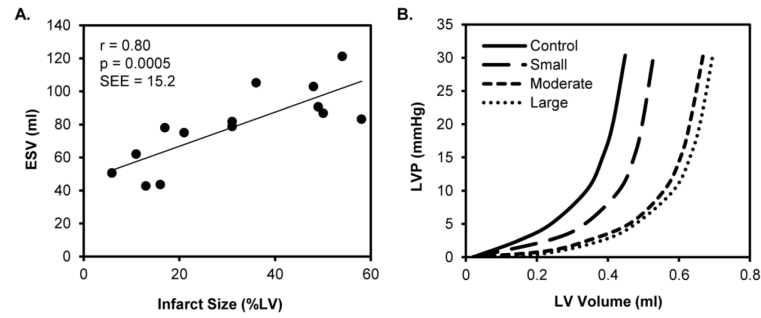 A.
r = 0.80
p = 0.0005
SEE = 15.2
ESV (ml)
140
120
100
80
60
40
20
0
0 20 40 60
Infarct Size (%LV)
B.
Control
Small
Moderate
Large
LVP (mmHg)
35
30
25
20
15
10
5
0
0 0.2 0.4 0.6 0.8
LV Volume (ml)